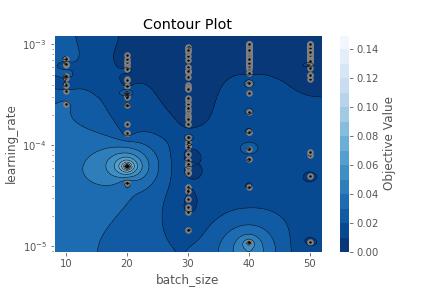 Contour Plot
10⁻³
10⁻⁴
10⁻⁵
learning_rate
10 20 30 40 50
batch_size
0.14
0.12
0.10
0.08
0.06
0.04
0.02
0.00
Objective Value